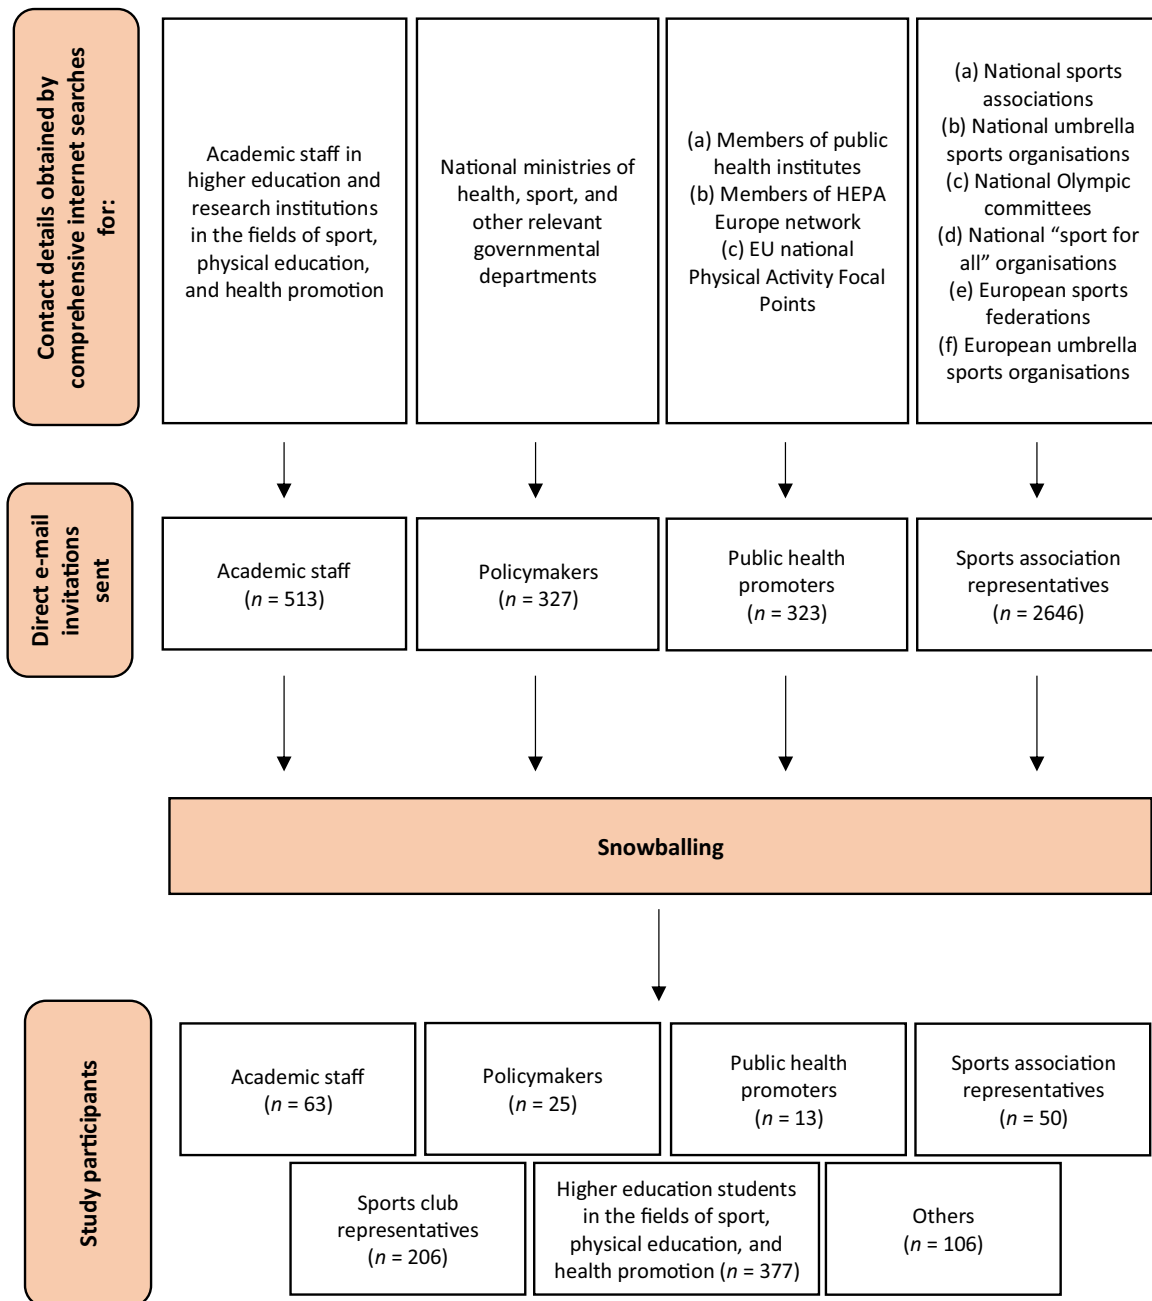 Contact details obtained by
comprehensive internet searches
for:
Academic staff in
higher education and
research institutions
in the fields of sport,
physical education,
and health promotion
National ministries of
health, sport, and
other relevant
governmental
departments
(a) Members of public
health institutes
(b) Members of HEPA
Europe network
(c) EU national
Physical Activity Focal
Points
(a) National sports
associations
(b) National umbrella
sports organisations
(c) National Olympic
committees
(d) National “sport for
all” organisations
(e) European sports
federations
(f) European umbrella
sports organisations
Direct e-mail
invitations
sent
Academic staff
(n = 513)
Policymakers
(n = 327)
Public health
promoters
(n = 323)
Sports association
representatives
(n = 2646)
Snowballing
Study participants
Academic staff
(n = 63)
Policymakers
(n = 25)
Public health
promoters
(n = 13)
Sports association
representatives
(n = 50)
Sports club
representatives
(n = 206)
Higher education students
in the fields of sport,
physical education, and
health promotion (n = 377)
Others
(n = 106)